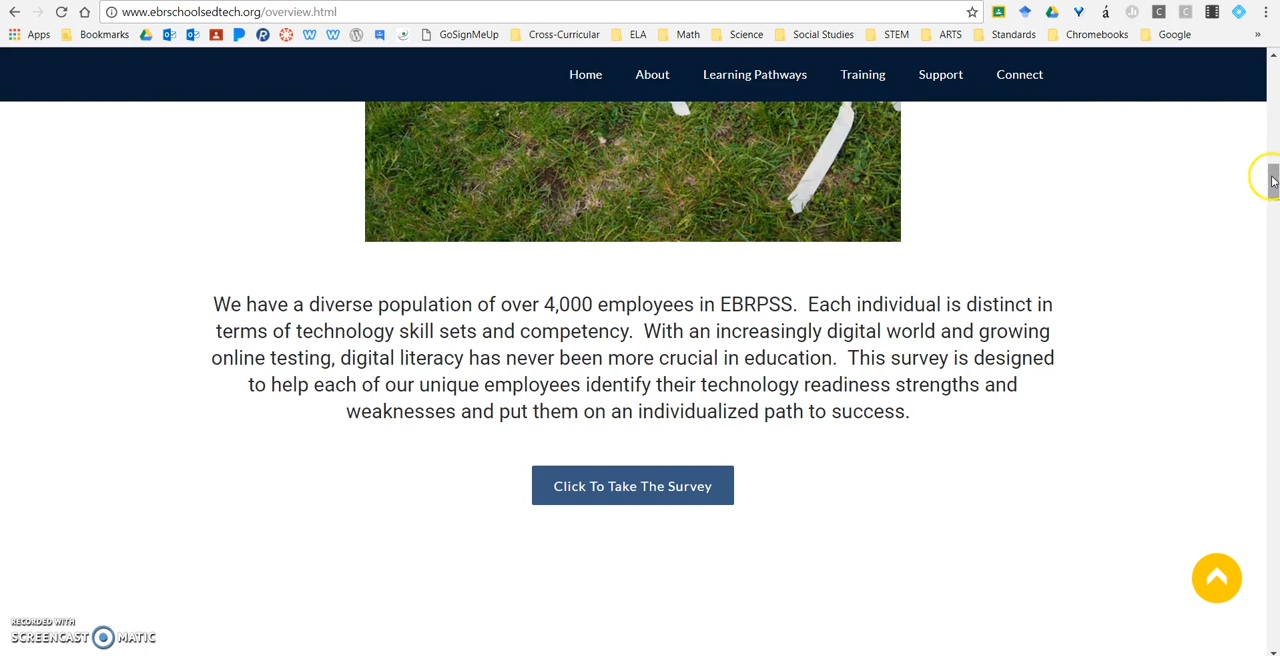 www.ebrschoolsedtech.org/overview.html
Apps Bookmarks GoSignMeUp Cross-Curricular ELA Math Science Social Studies STEM ARTS Standards Chromebooks Google »
Home About Learning Pathways Training Support Connect
We have a diverse population of over 4,000 employees in EBRPSS. Each individual is distinct in
terms of technology skill sets and competency. With an increasingly digital world and growing
online testing, digital literacy has never been more crucial in education. This survey is designed
to help each of our unique employees identify their technology readiness strengths and
weaknesses and put them on an individualized path to success.
Click To Take The Survey
RECORDED WITH
SCREENCAST MATIC